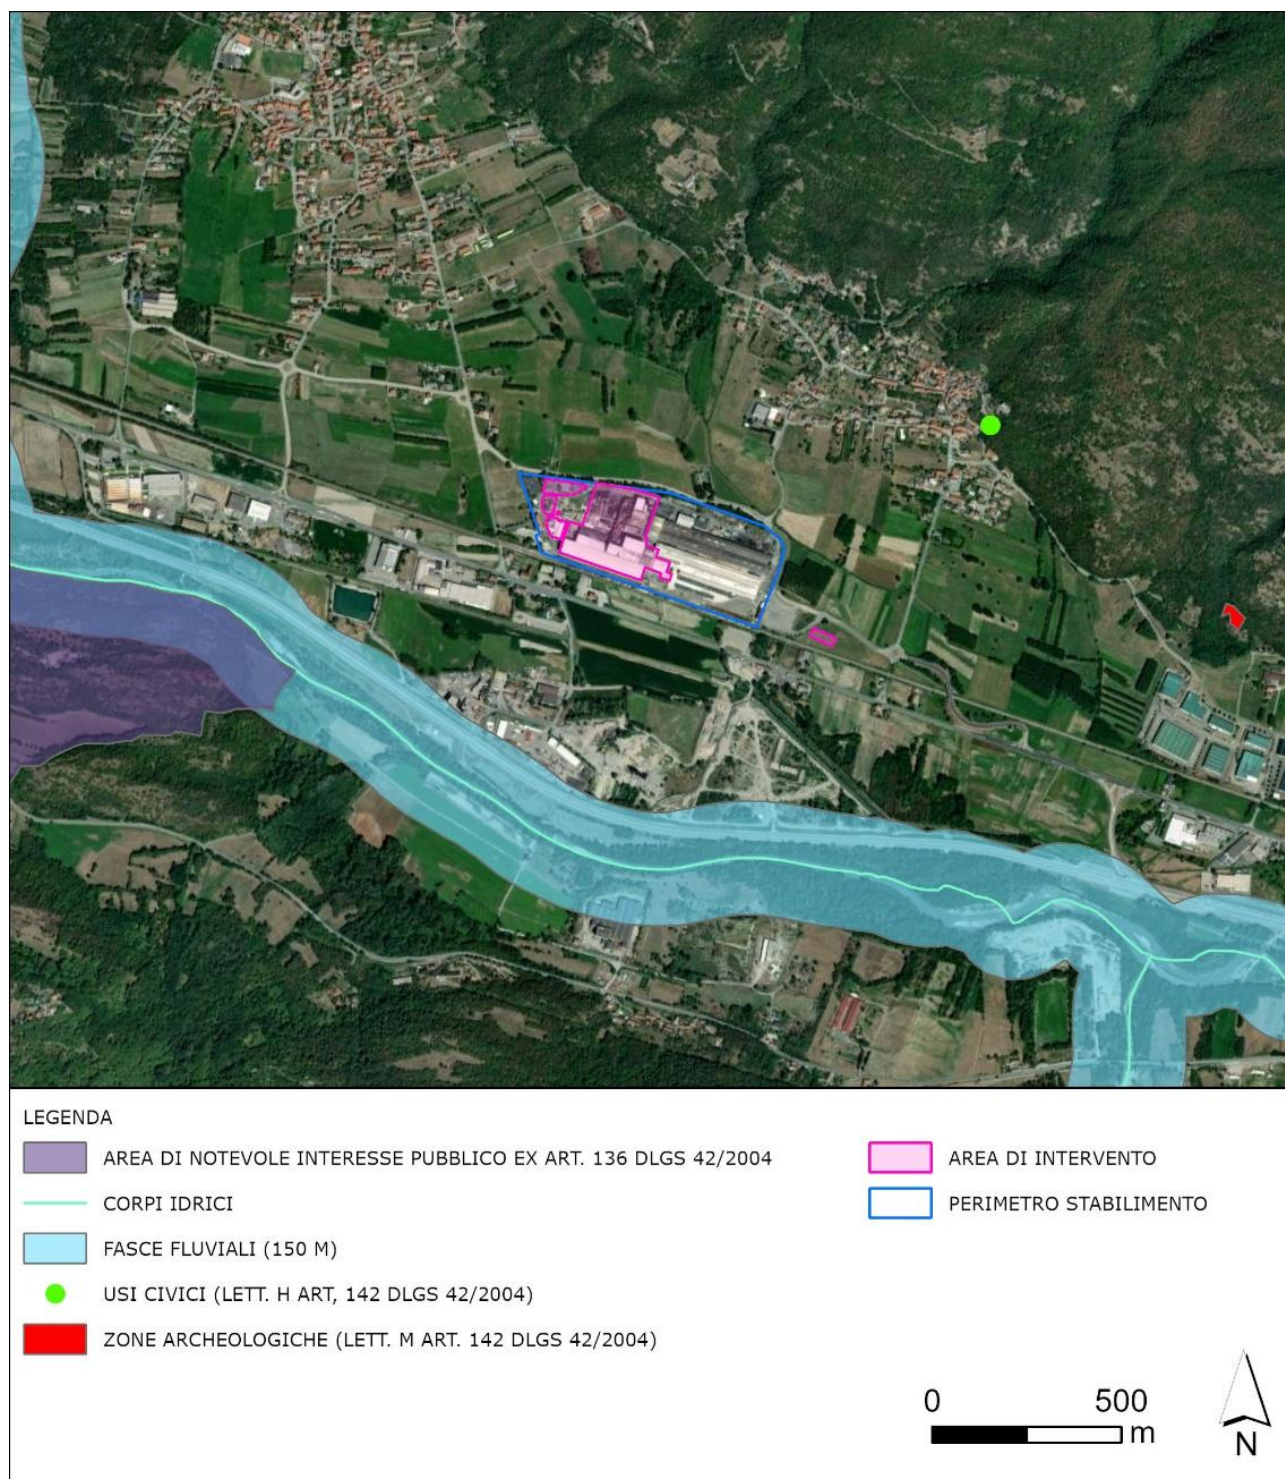 LEGENDA
AREA DI NOTEVOLE INTERESSE PUBBLICO EX ART. 136 DLGS 42/2004
CORPI IDRICI
FASCE FLUVIALI (150 M)
USI CIVICI (LETT. H ART, 142 DLGS 42/2004)
ZONE ARCHEOLOGICHE (LETT. M ART. 142 DLGS 42/2004)
AREA DI INTERVENTO
PERIMETRO STABILIMENTO
0 500
m
N